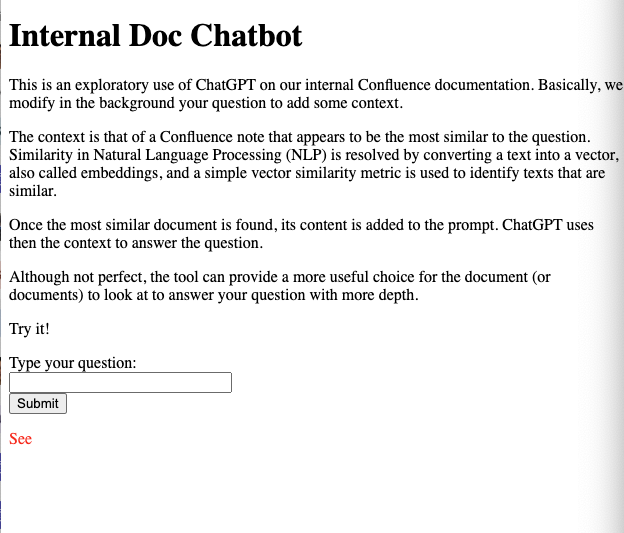 Internal Doc Chatbot
This is an exploratory use of ChatGPT on our internal Confluence documentation. Basically, we
modify in the background your question to add some context.
The context is that of a Confluence note that appears to be the most similar to the question.
Similarity in Natural Language Processing (NLP) is resolved by converting a text into a vector,
also called embeddings, and a simple vector similarity metric is used to identify texts that are
similar.
Once the most similar document is found, its content is added to the prompt. ChatGPT uses
then the context to answer the question.
Although not perfect, the tool can provide a more useful choice for the document (or
documents) to look at to answer your question with more depth.
Try it!
Type your question:
Submit
See